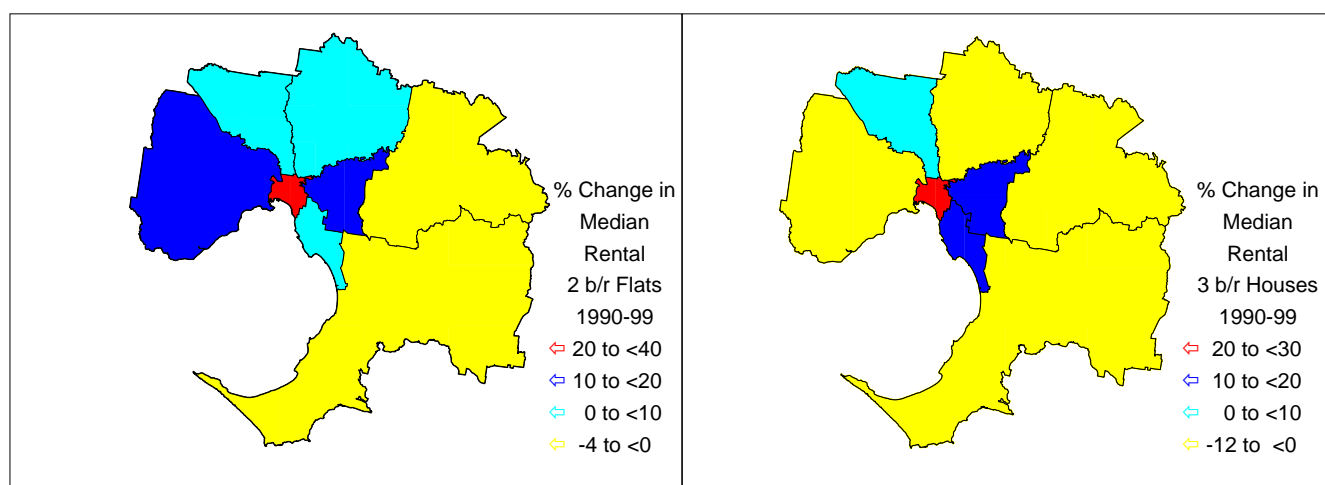 % Change in
Median
Rental
2 b/r Flats
1990-99
20 to <40
10 to <20
0 to <10
-4 to <0
% Change in
Median
Rental
3 b/r Houses
1990-99
20 to <30
10 to <20
0 to <10
-12 to <0